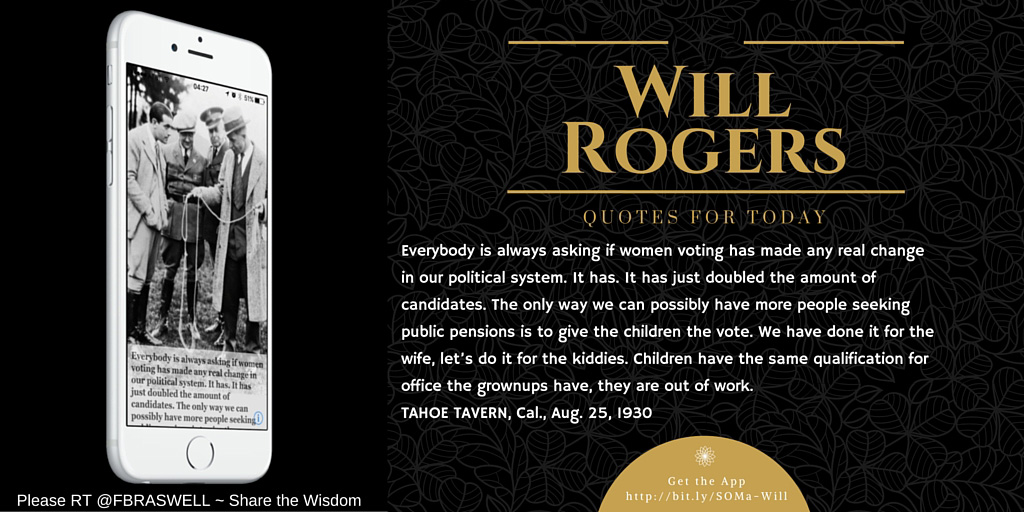 04:27
51%
Everybody is always asking if women
voting has made any real change in
our political system. It has. It has
just doubled the amount of
candidates. The only way we can
possibly have more people seeking
Please RT @FBRASWELL ~ Share the Wisdom
WILL
ROGERS
QUOTES FOR TODAY
Everybody is always asking if women voting has made any real change
in our political system. It has. It has just doubled the amount of
candidates. The only way we can possibly have more people seeking
public pensions is to give the children the vote. We have done it for the
wife, let's do it for the kiddies. Children have the same qualification for
office the grownups have, they are out of work.
TAHOE TAVERN, Cal., Aug. 25, 1930
Get the App
http://bit.ly/SOMa-Will